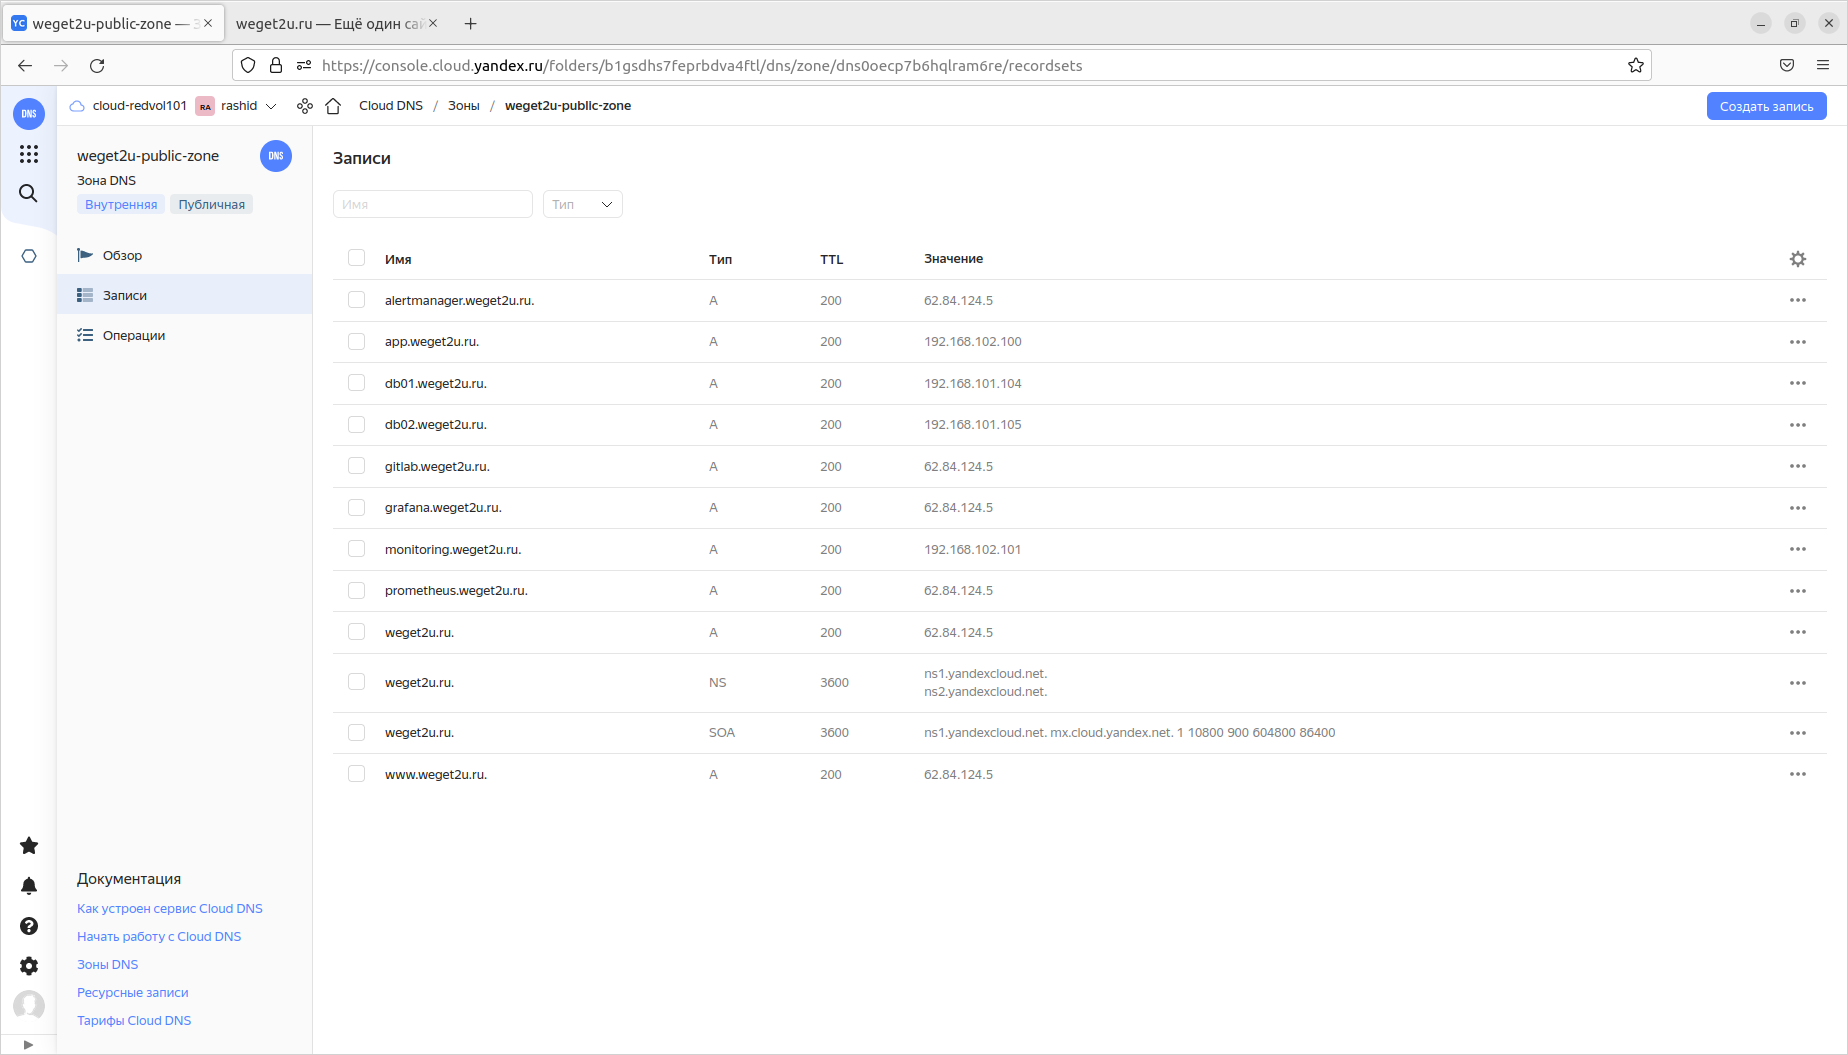 YC weget2u-public-zone — З
weget2u.ru — Ещё один сай
https://console.cloud.yandex.ru/folders/b1gsdhs7feprbdva4ftl/dns/zone/dns0oecp7b6hqlram6re/recordsets
DNS
cloud-redvol101 RA rashid Cloud DNS / Зоны / weget2u-public-zone
Создать запись
weget2u-public-zone DNS
Зона DNS
Внутренняя Публичная
Обзор
Записи
Операции
Записи
Имя Тип
Имя Тип TTL Значение
alertmanager.weget2u.ru. A 200 62.84.124.5
app.weget2u.ru. A 200 192.168.102.100
db01.weget2u.ru. A 200 192.168.101.104
db02.weget2u.ru. A 200 192.168.101.105
gitlab.weget2u.ru. A 200 62.84.124.5
grafana.weget2u.ru. A 200 62.84.124.5
monitoring.weget2u.ru. A 200 192.168.102.101
prometheus.weget2u.ru. A 200 62.84.124.5
weget2u.ru. A 200 62.84.124.5
weget2u.ru. NS 3600 ns1.yandexcloud.net.
ns2.yandexcloud.net.
weget2u.ru. SOA 3600 ns1.yandexcloud.net. mx.cloud.yandex.net. 1 10800 900 604800 86400
www.weget2u.ru. A 200 62.84.124.5
Документация
Как устроен сервис Cloud DNS
Начать работу с Cloud DNS
Зоны DNS
Ресурсные записи
Тарифы Cloud DNS